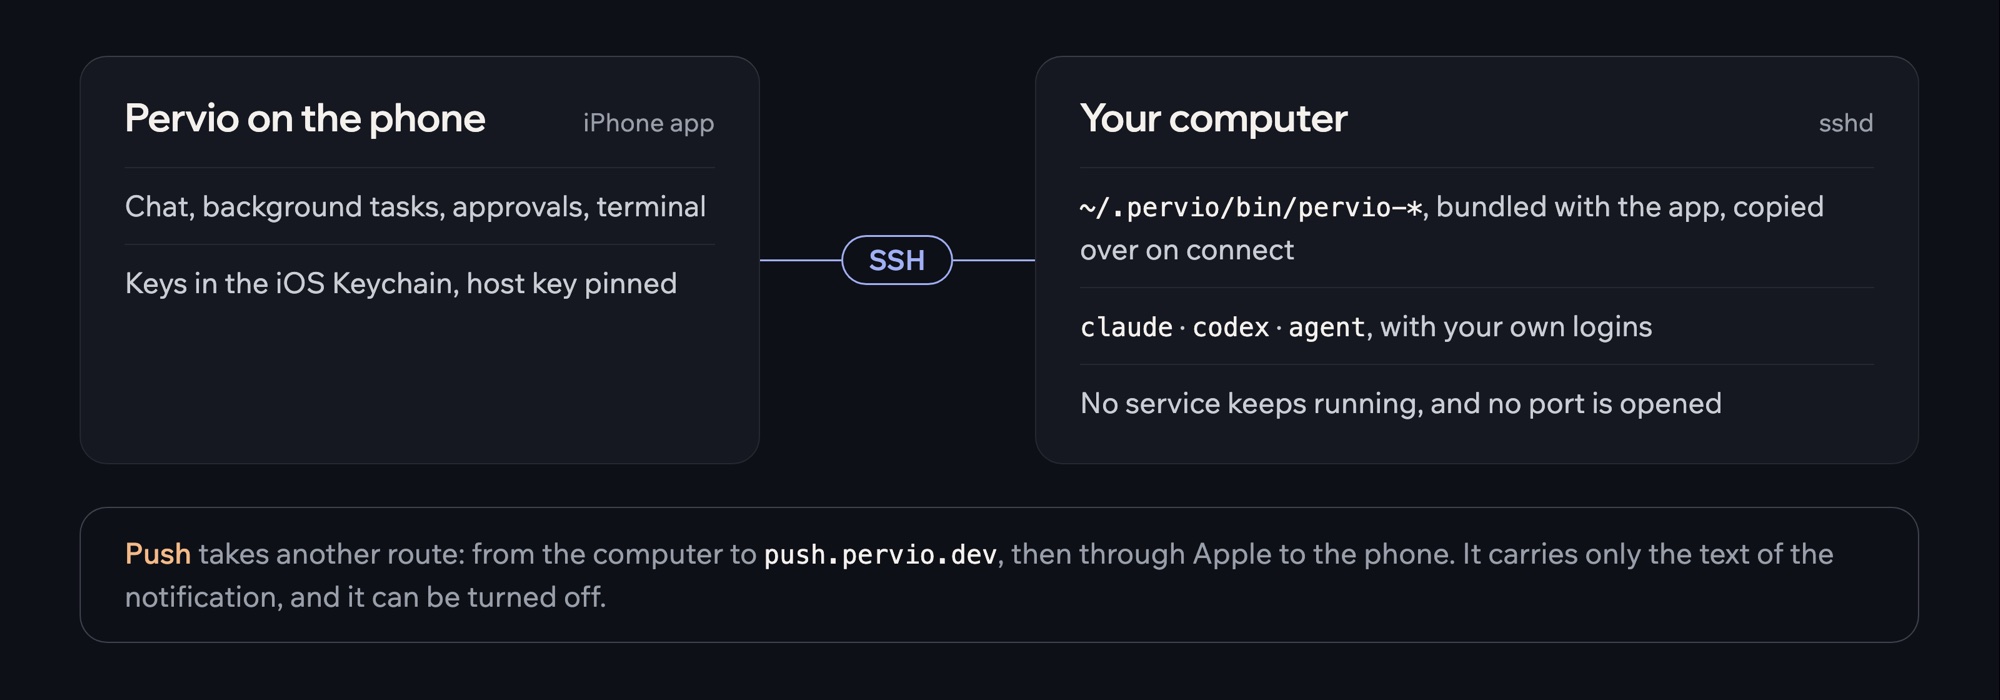 Pervio on the phone
iPhone app
Chat, background tasks, approvals, terminal
Keys in the iOS Keychain, host key pinned
SSH
Your computer
sshd
~/.pervio/bin/pervio-*, bundled with the app, copied
over on connect
claude · codex · agent, with your own logins
No service keeps running, and no port is opened
Push takes another route: from the computer to push.pervio.dev, then through Apple to the phone. It carries only the text of the
notification, and it can be turned off.